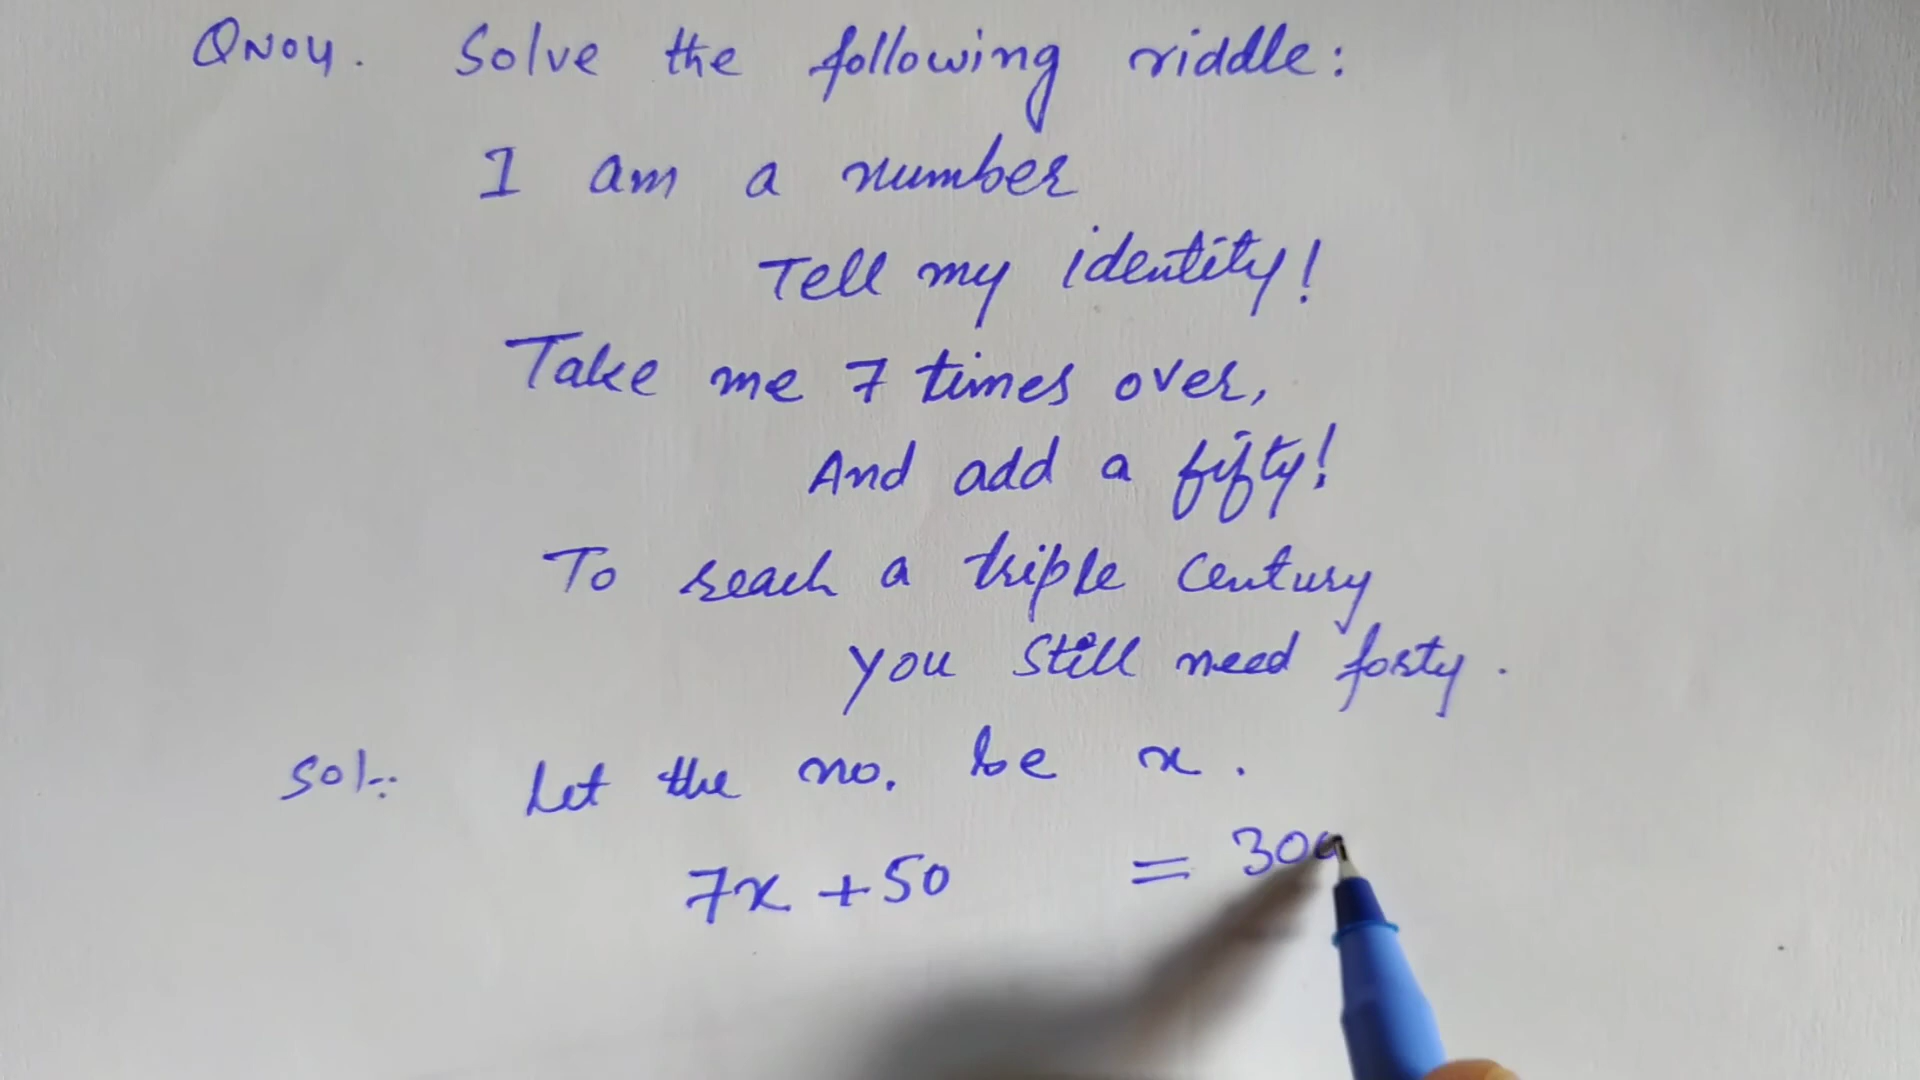 QNO4. Solve the following riddle:
I am a number
Tell my identity!
Take me 7 times over,
And add a fifty!
To reach a triple century
you still need forty.
Sol:
Let the no. be x.
7x + 50 = 300